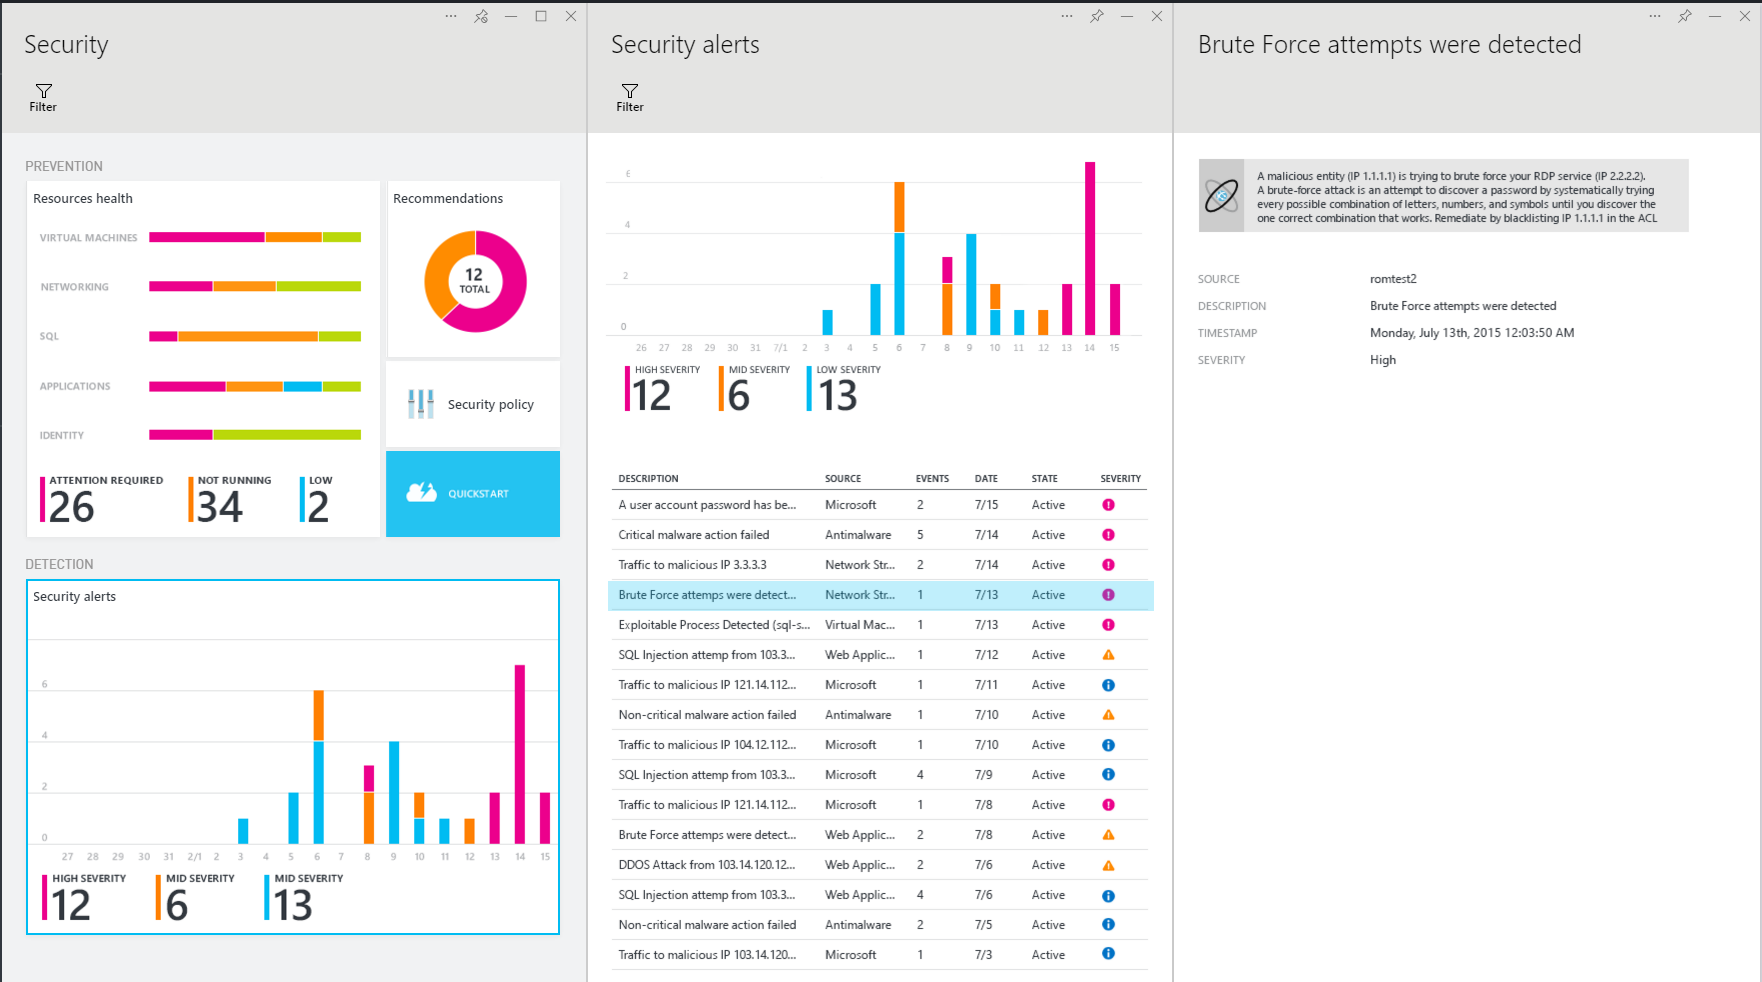 Security
Filter
PREVENTION
Resources health
VIRTUAL MACHINES
NETWORKING
SQL
APPLICATIONS
IDENTITY
ATTENTION REQUIRED
26
NOT RUNNING
34
LOW
2
Recommendations
12
TOTAL
Security policy
QUICKSTART
DETECTION
Security alerts
6
4
2
0
27 28 29 30 31 2/1 2 3 4 5 6 7 8 9 10 11 12 13 14 15
HIGH SEVERITY
12
MID SEVERITY
6
MID SEVERITY
13
Security alerts
Filter
6
4
2
0
26 27 28 29 30 31 7/1 2 3 4 5 6 7 8 9 10 11 12 13 14 15
HIGH SEVERITY
12
MID SEVERITY
6
LOW SEVERITY
13
DESCRIPTION SOURCE EVENTS DATE STATE SEVERITY
A user account password has be... Microsoft 2 7/15 Active
Critical malware action failed Antimalware 5 7/14 Active
Traffic to malicious IP 3.3.3.3 Network Str... 2 7/14 Active
Brute Force attemps were detect... Network Str... 1 7/13 Active
Exploitable Process Detected (sql-s... Virtual Mac... 1 7/13 Active
SQL Injection attemp from 103.3... Web Applic... 1 7/12 Active
Traffic to malicious IP 121.14.112... Microsoft 1 7/11 Active
Non-critical malware action failed Antimalware 1 7/10 Active
Traffic to malicious IP 104.12.112... Microsoft 1 7/10 Active
SQL Injection attemp from 103.3... Microsoft 4 7/9 Active
Traffic to malicious IP 121.14.112... Microsoft 1 7/8 Active
Brute Force attemps were detect... Web Applic... 2 7/8 Active
DDOS Attack from 103.14.120.12... Web Applic... 2 7/6 Active
SQL Injection attemp from 103.3... Web Applic... 4 7/6 Active
Non-critical malware action failed Antimalware 2 7/5 Active
Traffic to malicious IP 103.14.120... Microsoft 1 7/3 Active
Brute Force attempts were detected
A malicious entity (IP 1.1.1.1) is trying to brute force your RDP service (IP 2.2.2.2).
A brute-force attack is an attempt to discover a password by systematically trying
every possible combination of letters, numbers, and symbols until you discover the
one correct combination that works. Remediate by blacklisting IP 1.1.1.1 in the ACL
SOURCE romtest2
DESCRIPTION Brute Force attempts were detected
TIMESTAMP Monday, July 13th, 2015 12:03:50 AM
SEVERITY High